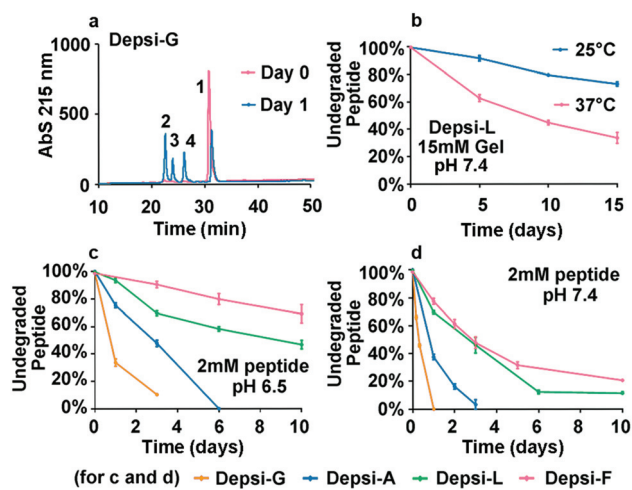 a
Depsi-G
AbS 215 nm
1000
500
0
1
2
3
4
Day 0
Day 1
10
20
30
40
50
Time (min)
b
Undegraded
Peptide
100%
80%
60%
40%
20%
0%
25°C
37°C
Depsi-L
15mM Gel
pH 7.4
0
5
10
15
Time (days)
c
Undegraded
Peptide
100%
80%
60%
40%
20%
0%
2mM peptide
pH 6.5
0
2
4
6
8
10
Time (days)
d
2mM peptide
pH 7.4
Undegraded
Peptide
100%
80%
60%
40%
20%
0%
0
2
4
6
8
10
Time (days)
(for c and d) Depsi-G Depsi-A Depsi-L Depsi-F